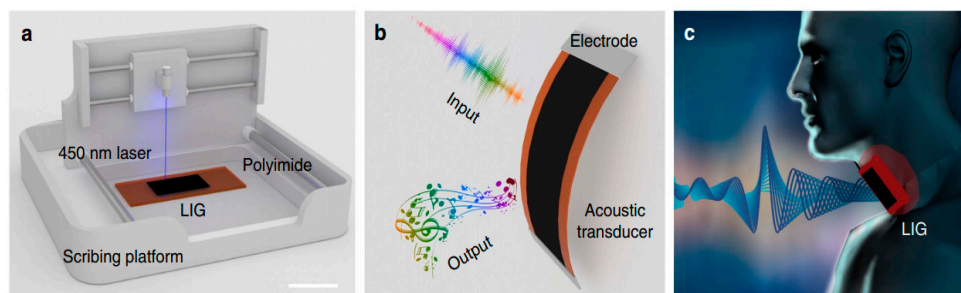 a
450 nm laser
Polyimide
LIG
Scribing platform
b
Electrode
Input
Output
Acoustic
transducer
c
LIG